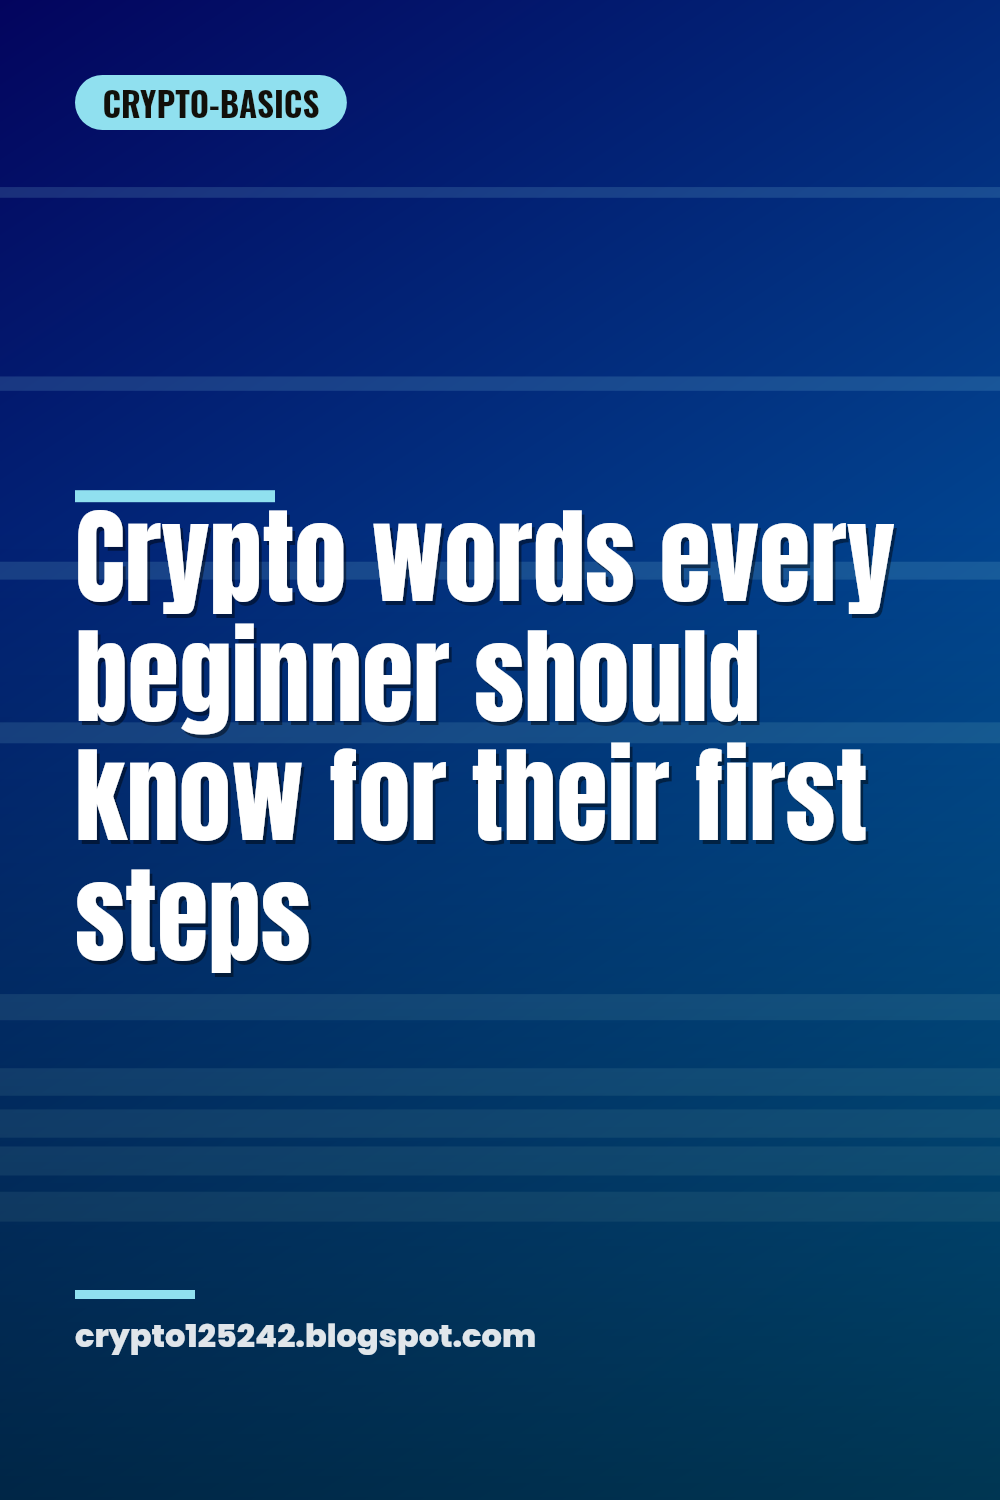 CRYPTO-BASICS
Crypto words every
beginner should
know for their first
steps
crypto125242.blogspot.com